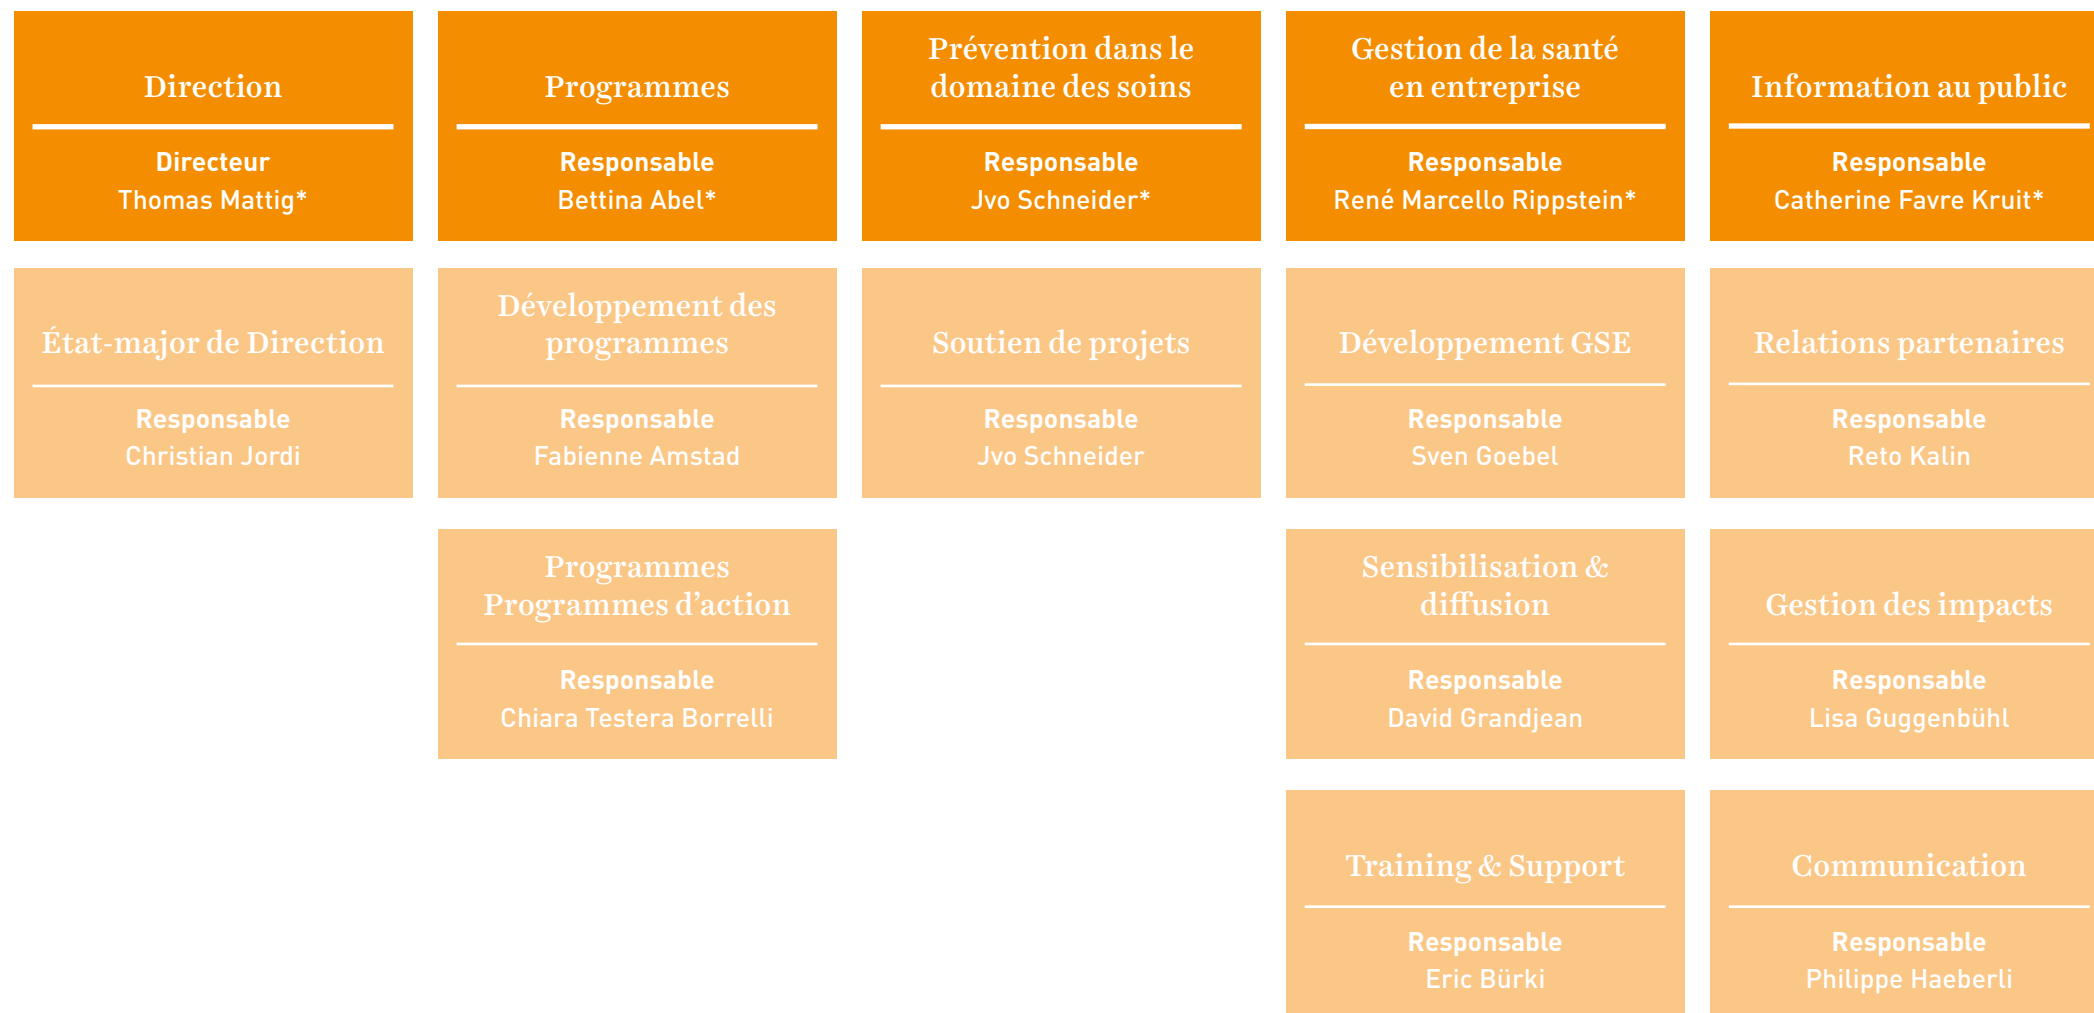 Direction
Directeur
Thomas Mattig*
Programmes
Responsable
Bettina Abel*
Prévention dans le
domaine des soins
Responsable
Jvo Schneider*
Gestion de la santé
en entreprise
Responsable
René Marcello Rippstein*
Information au public
Responsable
Catherine Favre Kruit*
État-major de Direction
Responsable
Christian Jordi
Développement des
programmes
Responsable
Fabienne Amstad
Soutien de projets
Responsable
Jvo Schneider
Développement GSE
Responsable
Sven Goebel
Relations partenaires
Responsable
Reto Kalin
Programmes
Programmes d’action
Responsable
Chiara Testera Borrelli
Sensibilisation &
diffusion
Responsable
David Grandjean
Gestion des impacts
Responsable
Lisa Guggenbühl
Training & Support
Responsable
Eric Bürki
Communication
Responsable
Philippe Haeberli